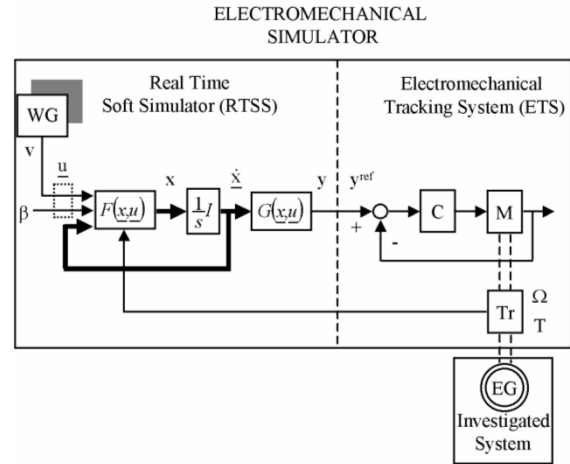 ELECTROMECHANICAL
SIMULATOR
Real Time
Soft Simulator (RTSS)
Electromechanical
Tracking System (ETS)
WG
v
u
x
ẋ
y
y^ref
β
F(x,u)
1/s I
G(x,u)
+
-
C
M
Tr
Ω
T
EG
Investigated
System